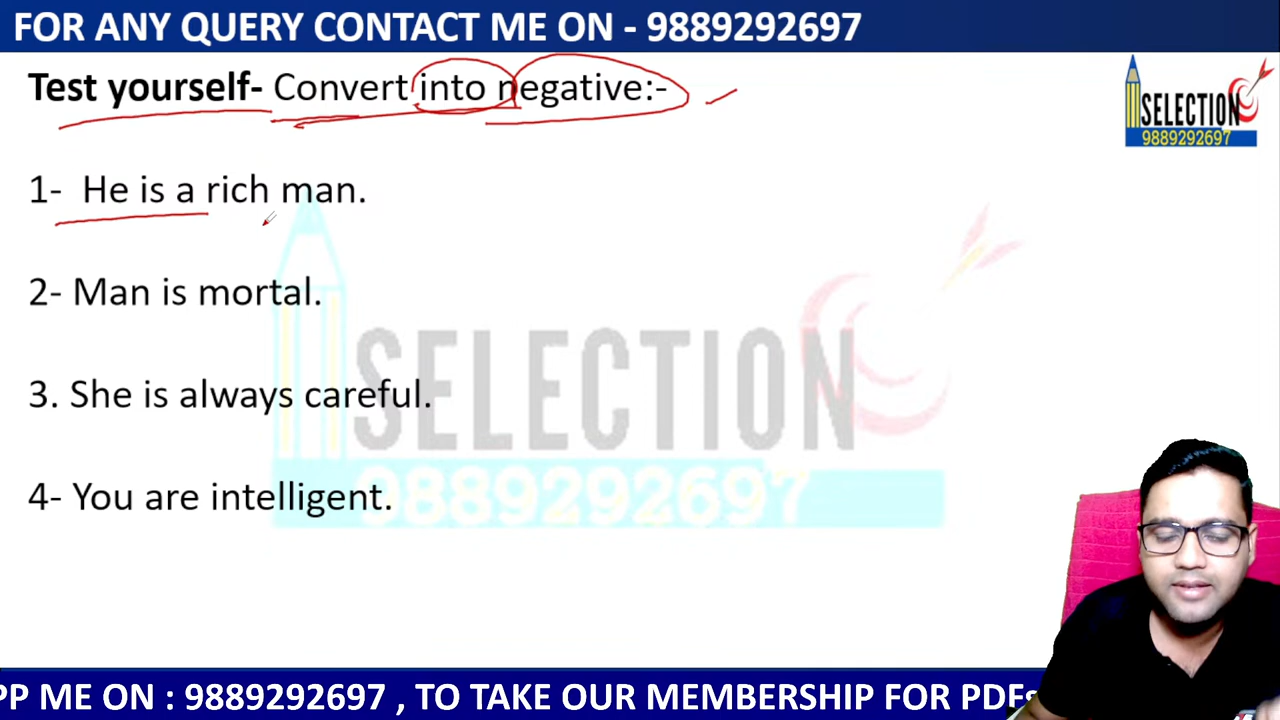 FOR ANY QUERY CONTACT ME ON - 9889292697
Test yourself- Convert into negative:-
SELECTION
9889292697
1- He is a rich man.
2- Man is mortal.
3. She is always careful.
4- You are intelligent.
SELECTION
9889292697
PP ME ON : 9889292697 , TO TAKE OUR MEMBERSHIP FOR PDFs